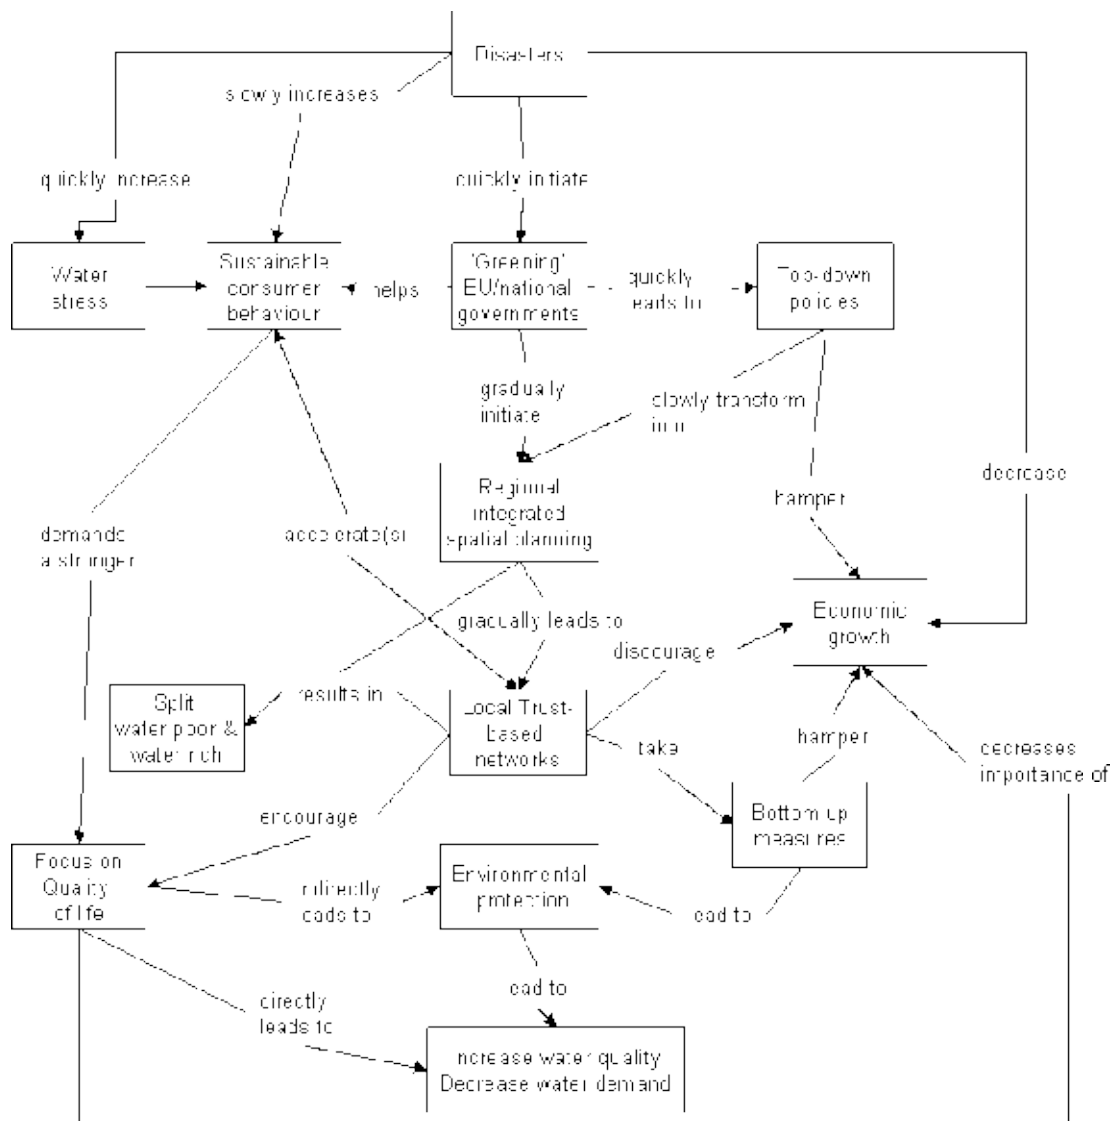 Disasters
slowly increases
quickly increase
quickly initiate
Water
stress
Sustainable
consumer
behaviour
helps
'Greening'
EU/national
governments
quickly
leads to
Top-down
policies
gradually
initiate
slowly transform
decrease
Regional
integrated
spatial planning
hamper
demands
a stronger
accelerate(s)
gradually leads to
Economic
growth
discourage
results in
Split
water poor &
water rich
Local Trust-
based
networks
take
hamper
decreases
importance of
encourage
Bottom up
measures
Focus on
Quality
of life
indirectly
leads to
Environmental
protection
lead to
directly
leads to
lead to
Increase water quality
Decrease water demand